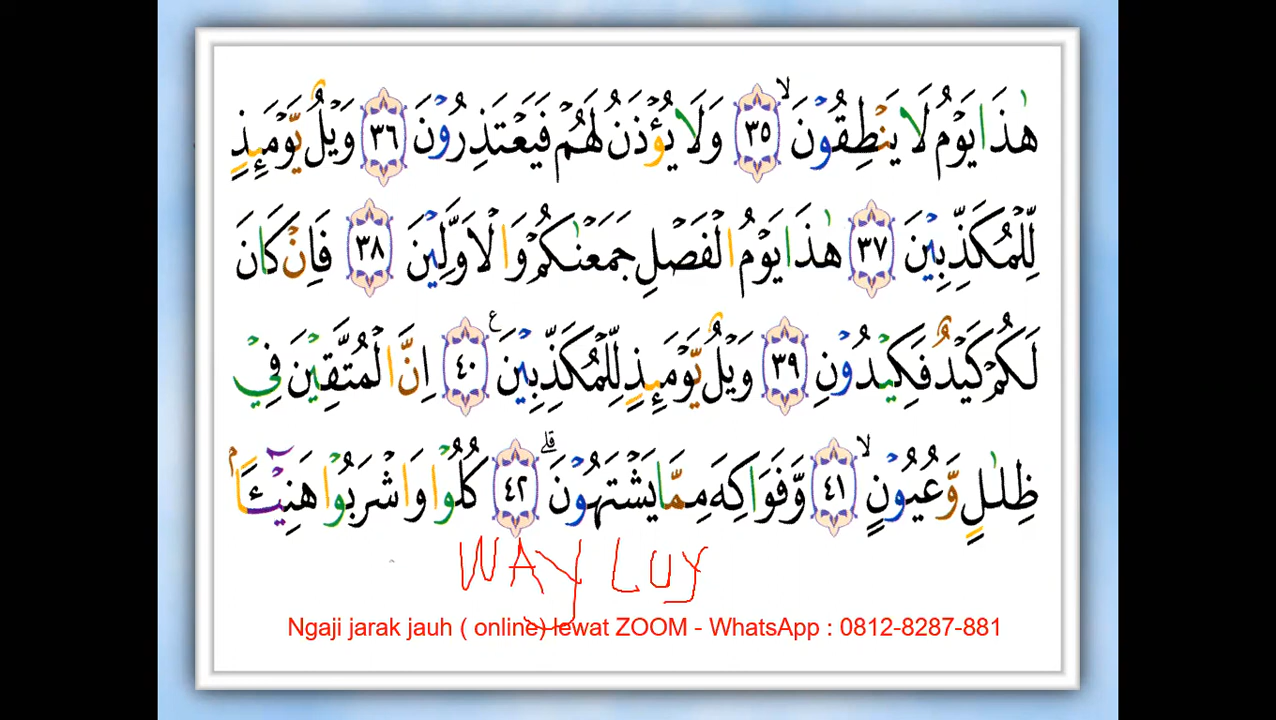 هٰذَا يَوْمُ لَا يَنْطِقُوْنَ ۙ ٣٥ وَلَا يُؤْذَنُ لَهُمْ فَيَعْتَذِرُوْنَ ٣٦ وَيْلٌ يَّوْمَىِٕذٍ
لِّلْمُكَذِّبِيْنَ ٣٧ هٰذَا يَوْمُ الْفَصْلِ جَمَعْنٰكُمْ وَالْاَوَّلِيْنَ ٣٨ فَاِنْ كَانَ
لَكُمْ كَيْدٌ فَكِيْدُوْنِ ٣٩ وَيْلٌ يَّوْمَىِٕذٍ لِّلْمُكَذِّبِيْنَ ࣖ ٤٠ اِنَّ الْمُتَّقِيْنَ فِيْ
ظِلٰلٍ وَّعُيُوْنٍ ۙ ٤١ وَّفَوَاكِهَ مِمَّا يَشْتَهُوْنَ ۗ ٤٢ كُلُوْا وَاشْرَبُوْا هَنِيْۤـًٔا ۢ
WAY LUY
Ngaji jarak jauh ( online) lewat ZOOM - WhatsApp : 0812-8287-881